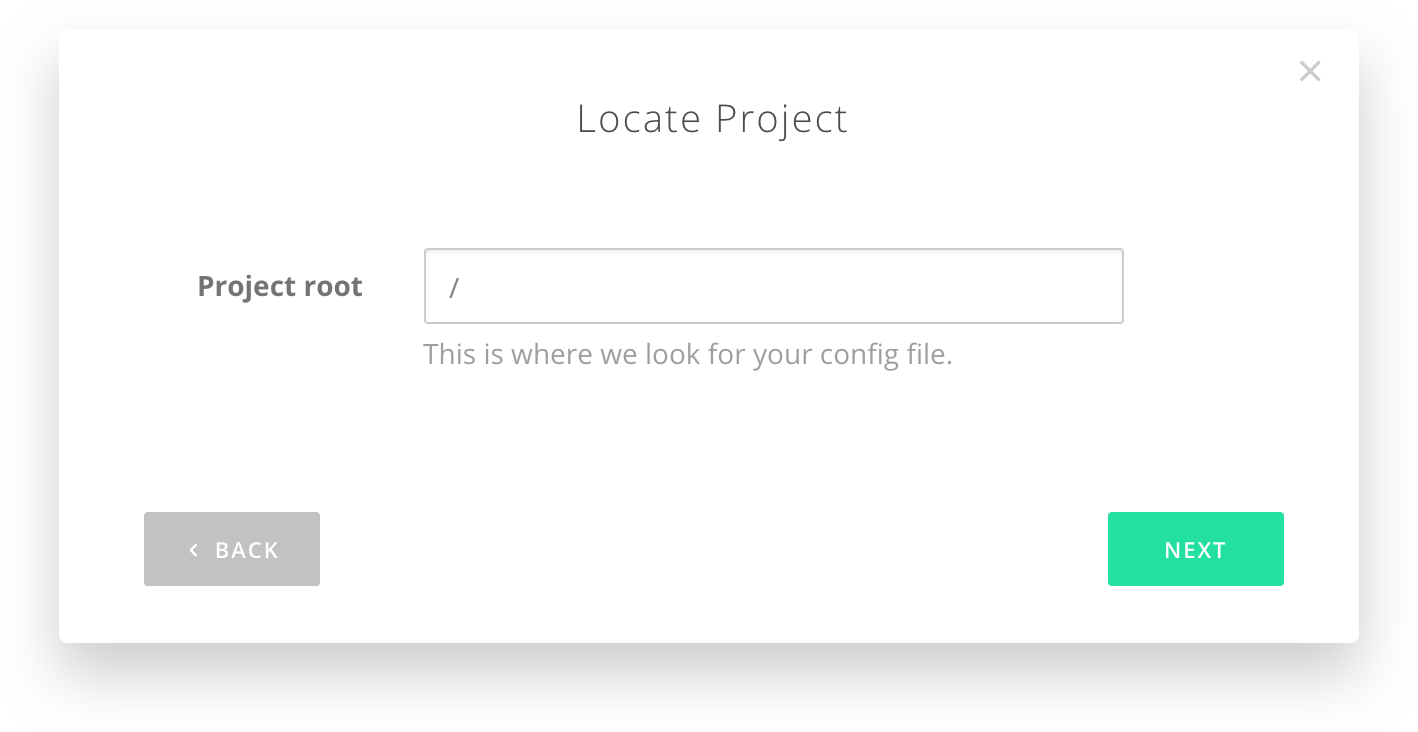 Locate Project
Project root
/
This is where we look for your config file.
‹ BACK
NEXT